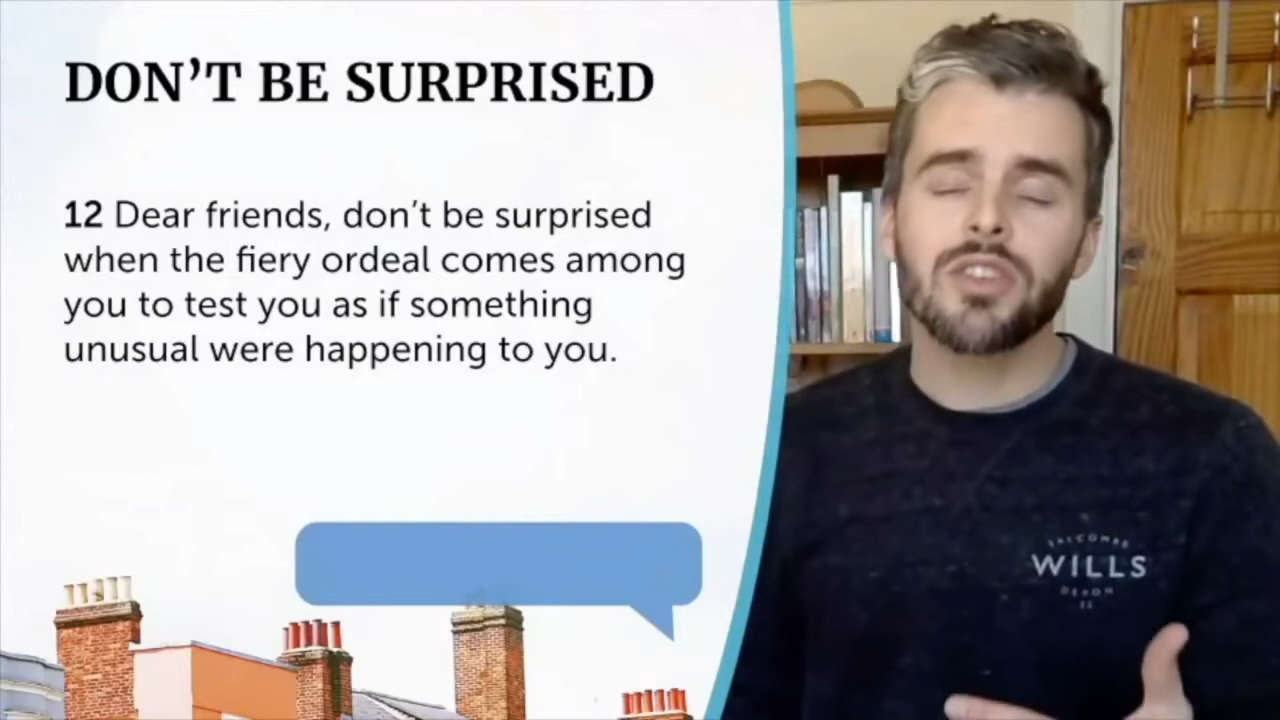 DON'T BE SURPRISED
12 Dear friends, don't be surprised
when the fiery ordeal comes among
you to test you as if something
unusual were happening to you.
SALCOMBE
WILLS
DEVON